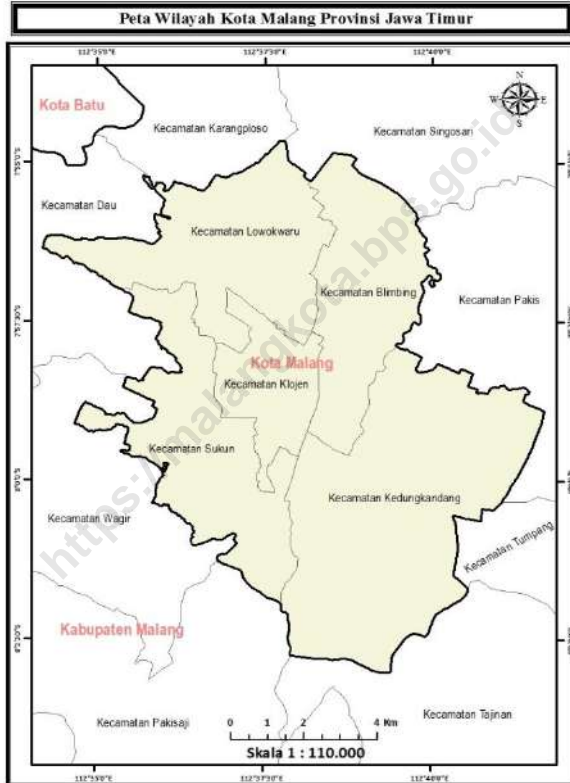 Peta Wilayah Kota Malang Provinsi Jawa Timur
112°35'0"E 112°37'30"E 112°40'0"E
Kota Batu
N
W E
S
Kecamatan Karangploso
Kecamatan Singosari
7°55'0"S
Kecamatan Dau
Kecamatan Lowokwaru
Kecamatan Blimbing
Kecamatan Pakis
7°57'30"S
Kota Malang
Kecamatan Klojen
Kecamatan Sukun
8°0'0"S
Kecamatan Kedungkandang
Kecamatan Wagir
Kecamatan Tumpang
Kabupaten Malang
8°2'30"S
Kecamatan Pakisaji
Kecamatan Tajinan
0 1 2 4 Km
Skala 1 : 110.000
112°35'0"E 112°37'30"E 112°40'0"E
https://malangkota.bps.go.id